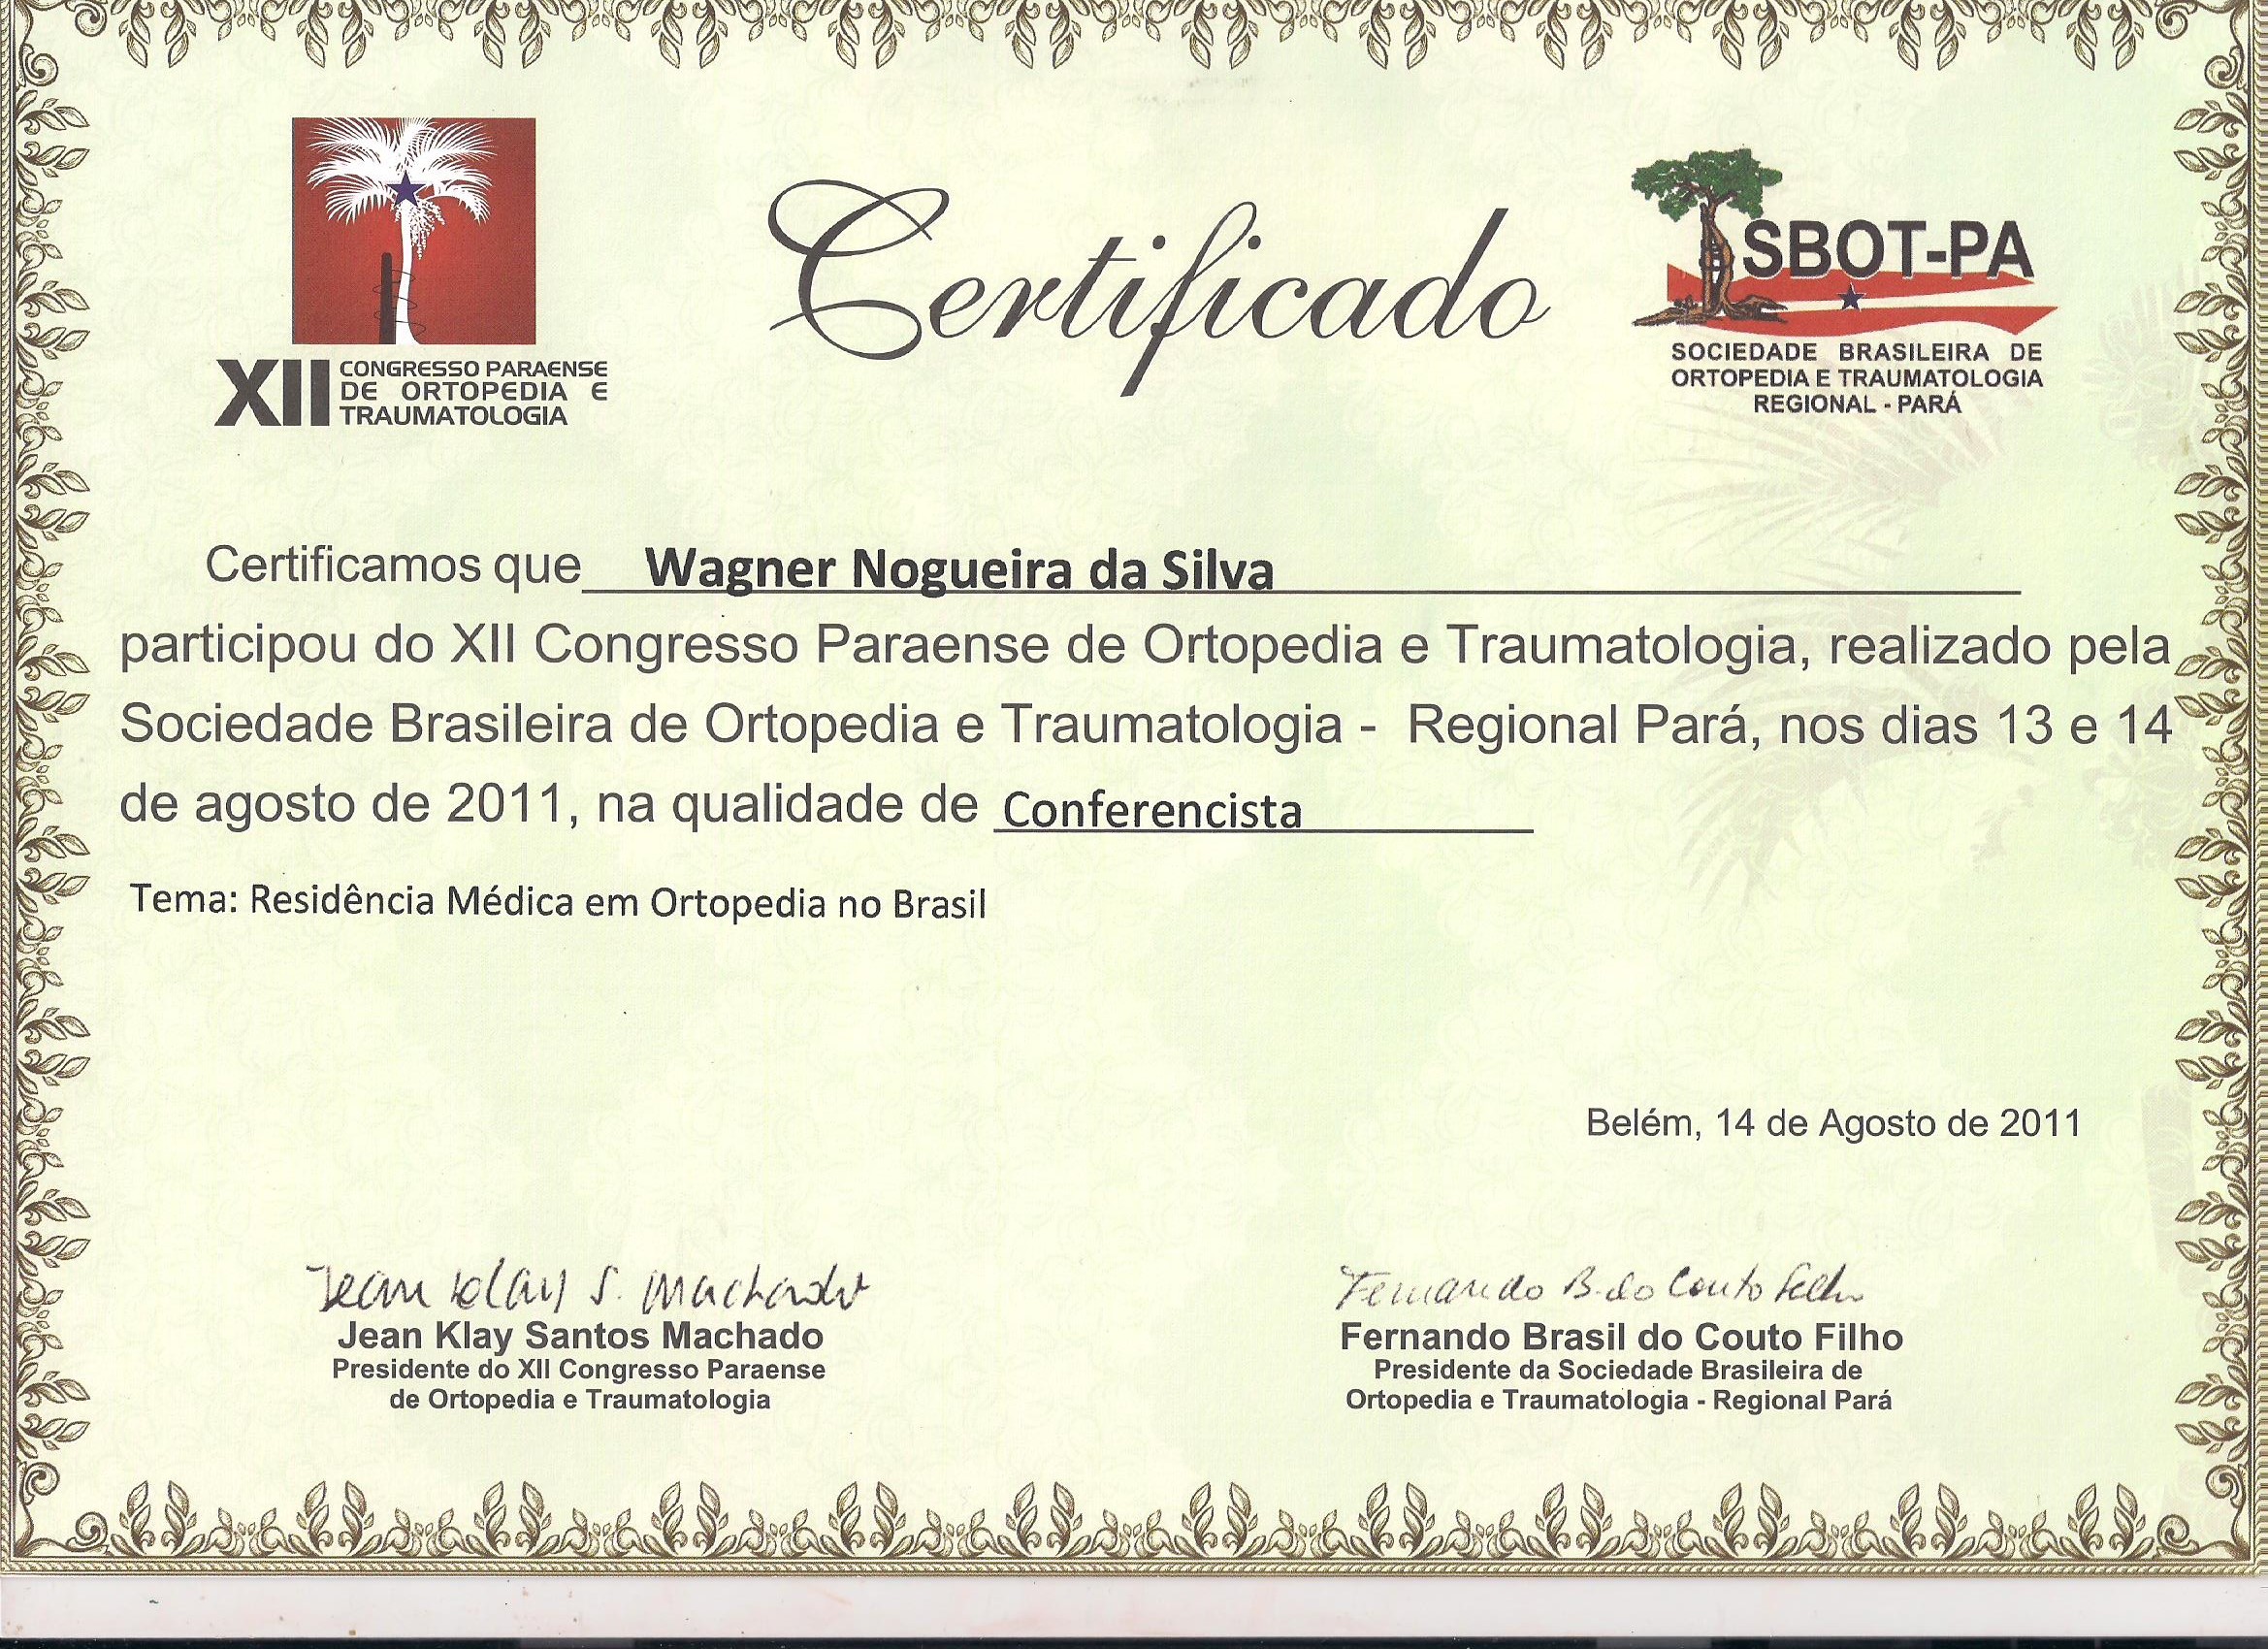 Certificado
XII CONGRESSO PARAENSE
DE ORTOPEDIA E
TRAUMATOLOGIA
SBOT-PA
SOCIEDADE BRASILEIRA DE
ORTOPEDIA E TRAUMATOLOGIA
REGIONAL - PARÁ
Certificamos que Wagner Nogueira da Silva
participou do XII Congresso Paraense de Ortopedia e Traumatologia, realizado pela
Sociedade Brasileira de Ortopedia e Traumatologia - Regional Pará, nos dias 13 e 14
de agosto de 2011, na qualidade de Conferencista
Tema: Residência Médica em Ortopedia no Brasil
Belém, 14 de Agosto de 2011
Jean Klay S. Machado
Jean Klay Santos Machado
Presidente do XII Congresso Paraense
de Ortopedia e Traumatologia
Fernando B. do Couto Filho
Fernando Brasil do Couto Filho
Presidente da Sociedade Brasileira de
Ortopedia e Traumatologia - Regional Pará